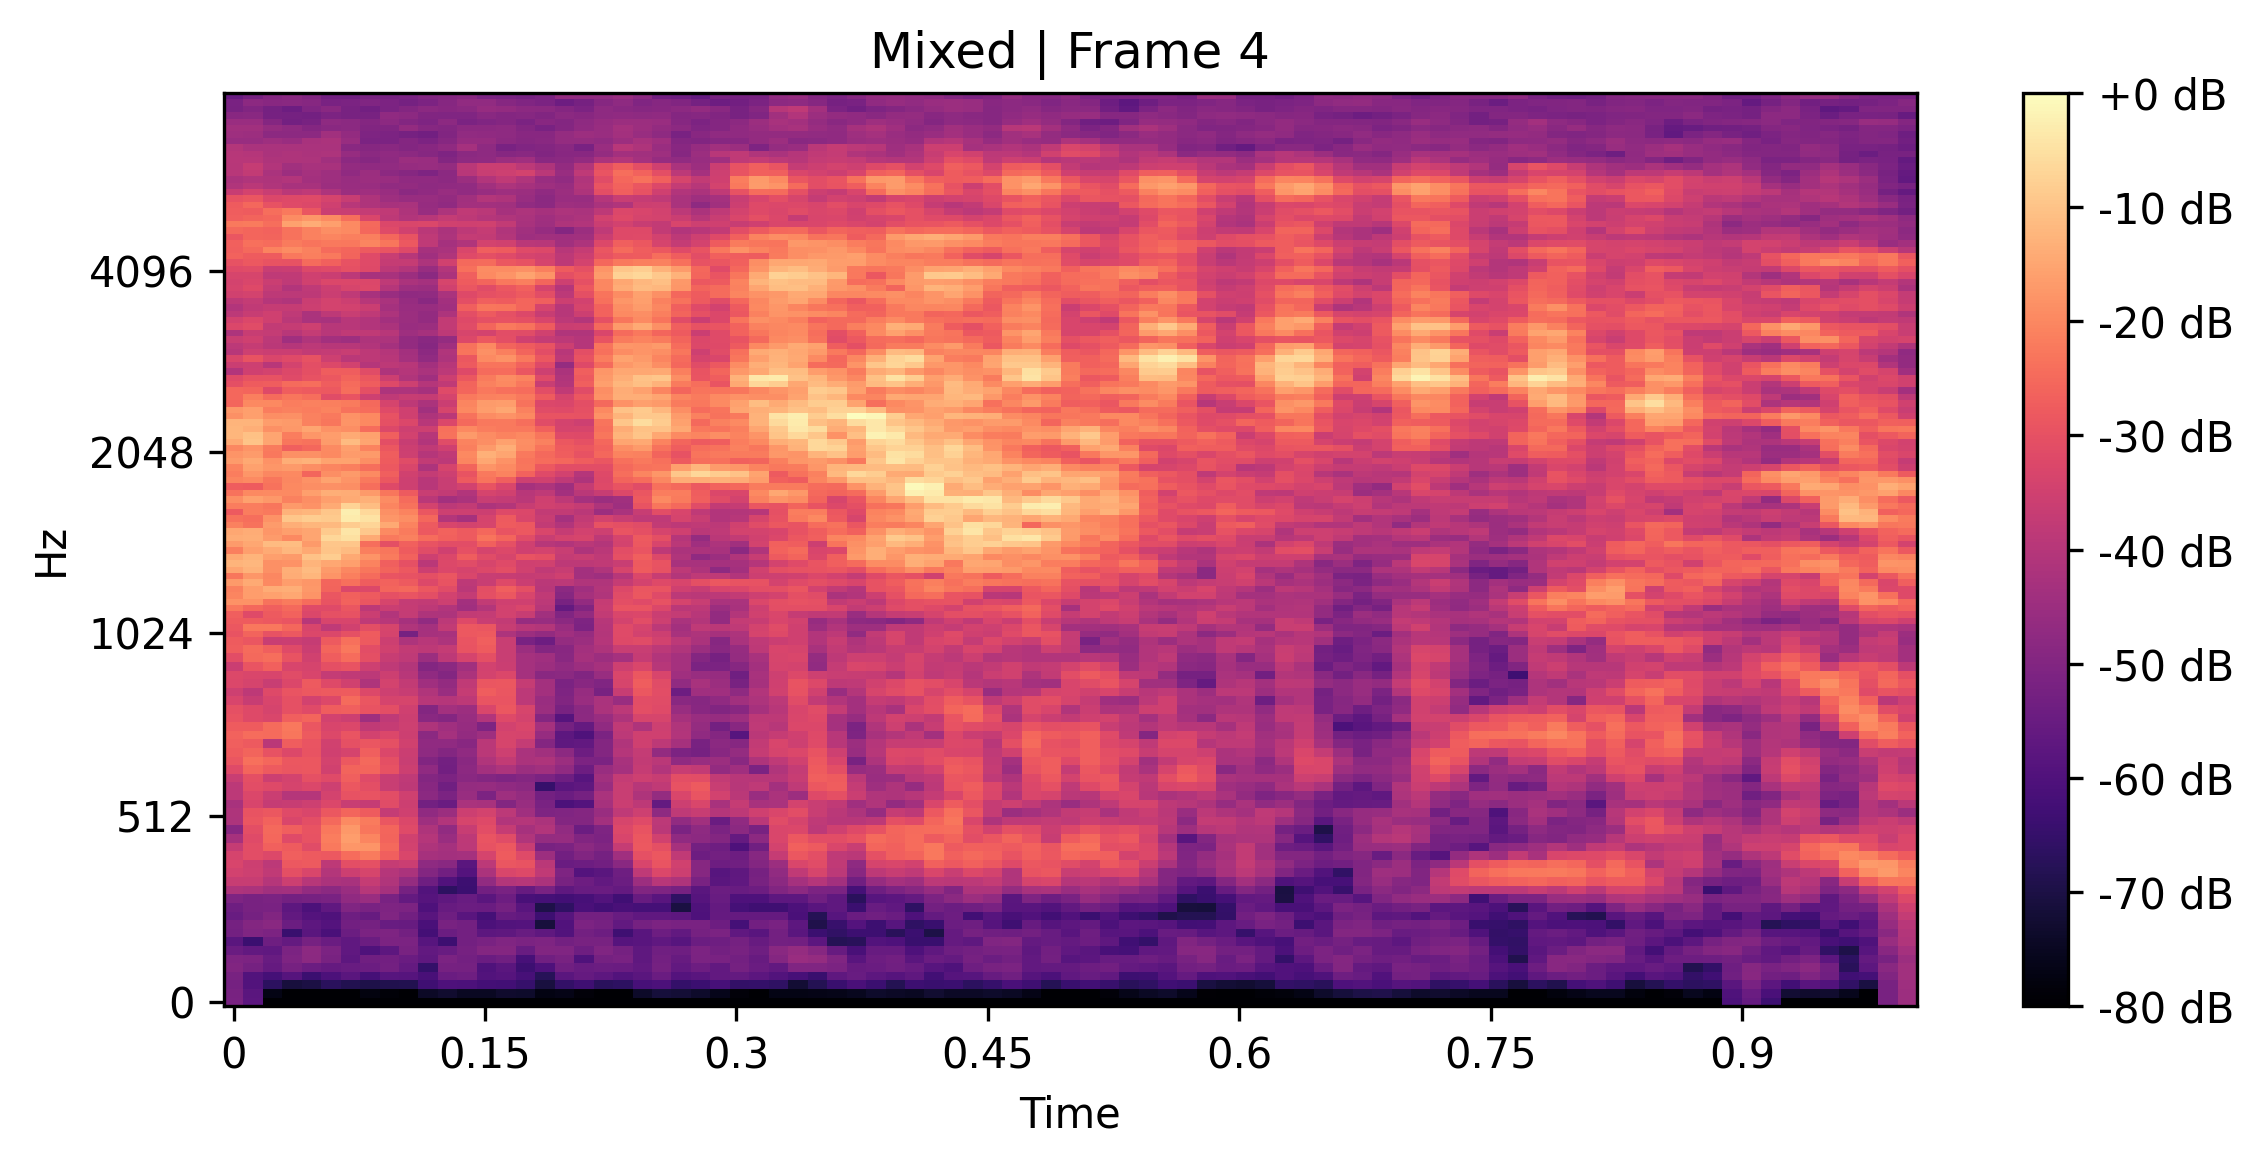 Mixed | Frame 4
+0 dB
-10 dB
-20 dB
-30 dB
-40 dB
-50 dB
-60 dB
-70 dB
-80 dB
Hz
4096
2048
1024
512
0
0
0.15
0.3
0.45
0.6
0.75
0.9
Time